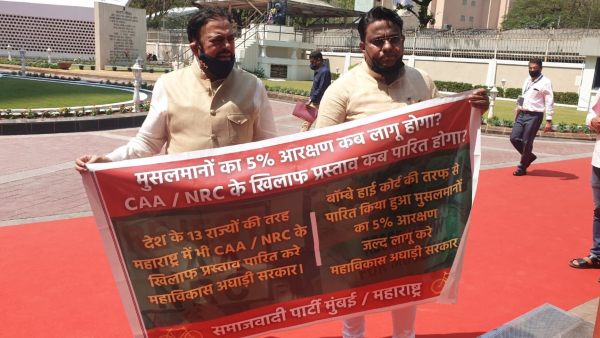 मुसलमानों का 5% आरक्षण कब लागू होगा?
CAA / NRC के खिलाफ प्रस्ताव कब पारित होगा?
देश के 13 राज्यों की तरह
महाराष्ट्र में भी CAA / NRC के
खिलाफ प्रस्ताव पारित करे
महाविकास अघाड़ी सरकार।
बॉम्बे हाई कोर्ट की तरफ से
पारित किया हुआ मुसलमानों
का 5% आरक्षण
जल्द लागू करे
महाविकास अघाड़ी सरकार
समाजवादी पार्टी मुंबई / महाराष्ट्र